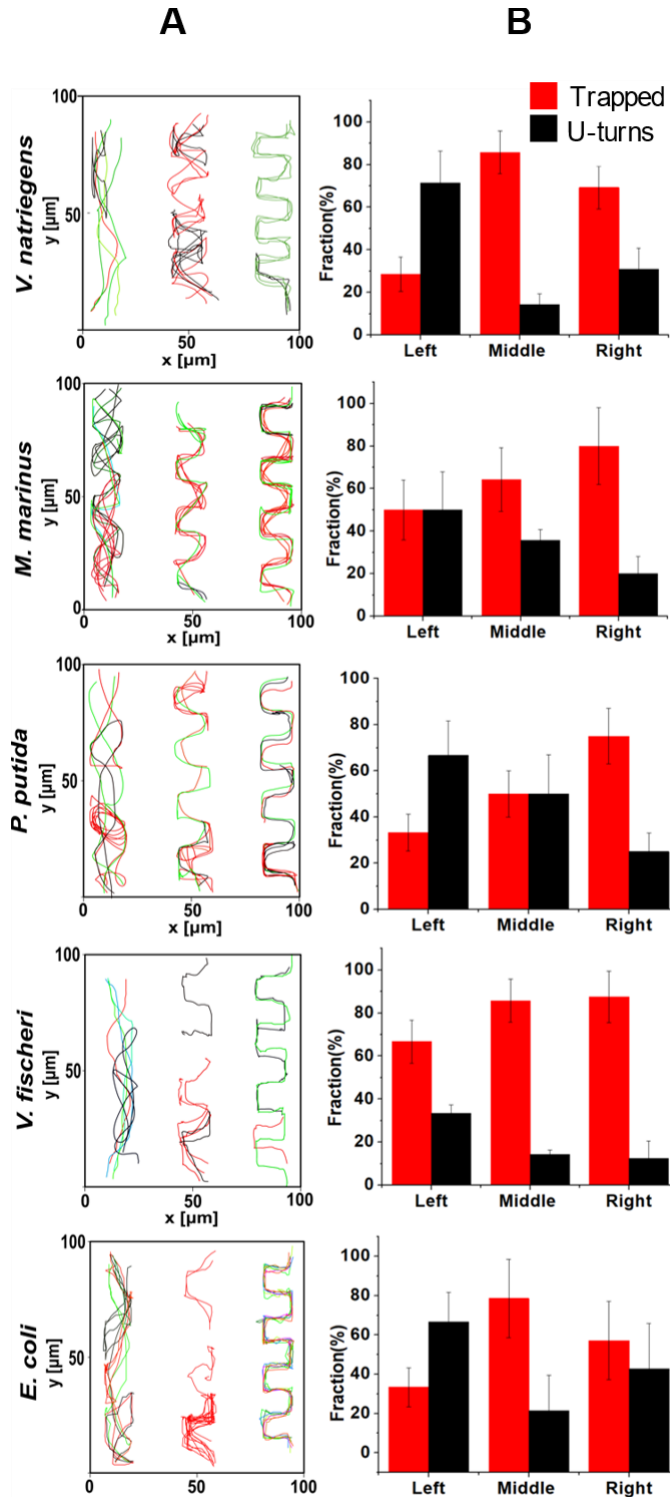 A B
Trapped
U-turns
V. natriegens
y [µm]
100
50
0 50 100
x [µm]
Fraction(%)
100
80
60
40
20
0
Left Middle Right
M. marinus
y [µm]
100
50
0
0 50 100
x [µm]
Fraction(%)
100
80
60
40
20
0
Left Middle Right
P. putida
y [µm]
100
50
0 50 100
x [µm]
Fraction(%)
100
80
60
40
20
0
Left Middle Right
V. fischeri
y [µm]
100
50
0
0 50 100
x [µm]
Fraction(%)
100
80
60
40
20
0
Left Middle Right
E. coli
y [µm]
100
50
0 50 100
x [µm]
Fraction(%)
100
80
60
40
20
0
Left Middle Right